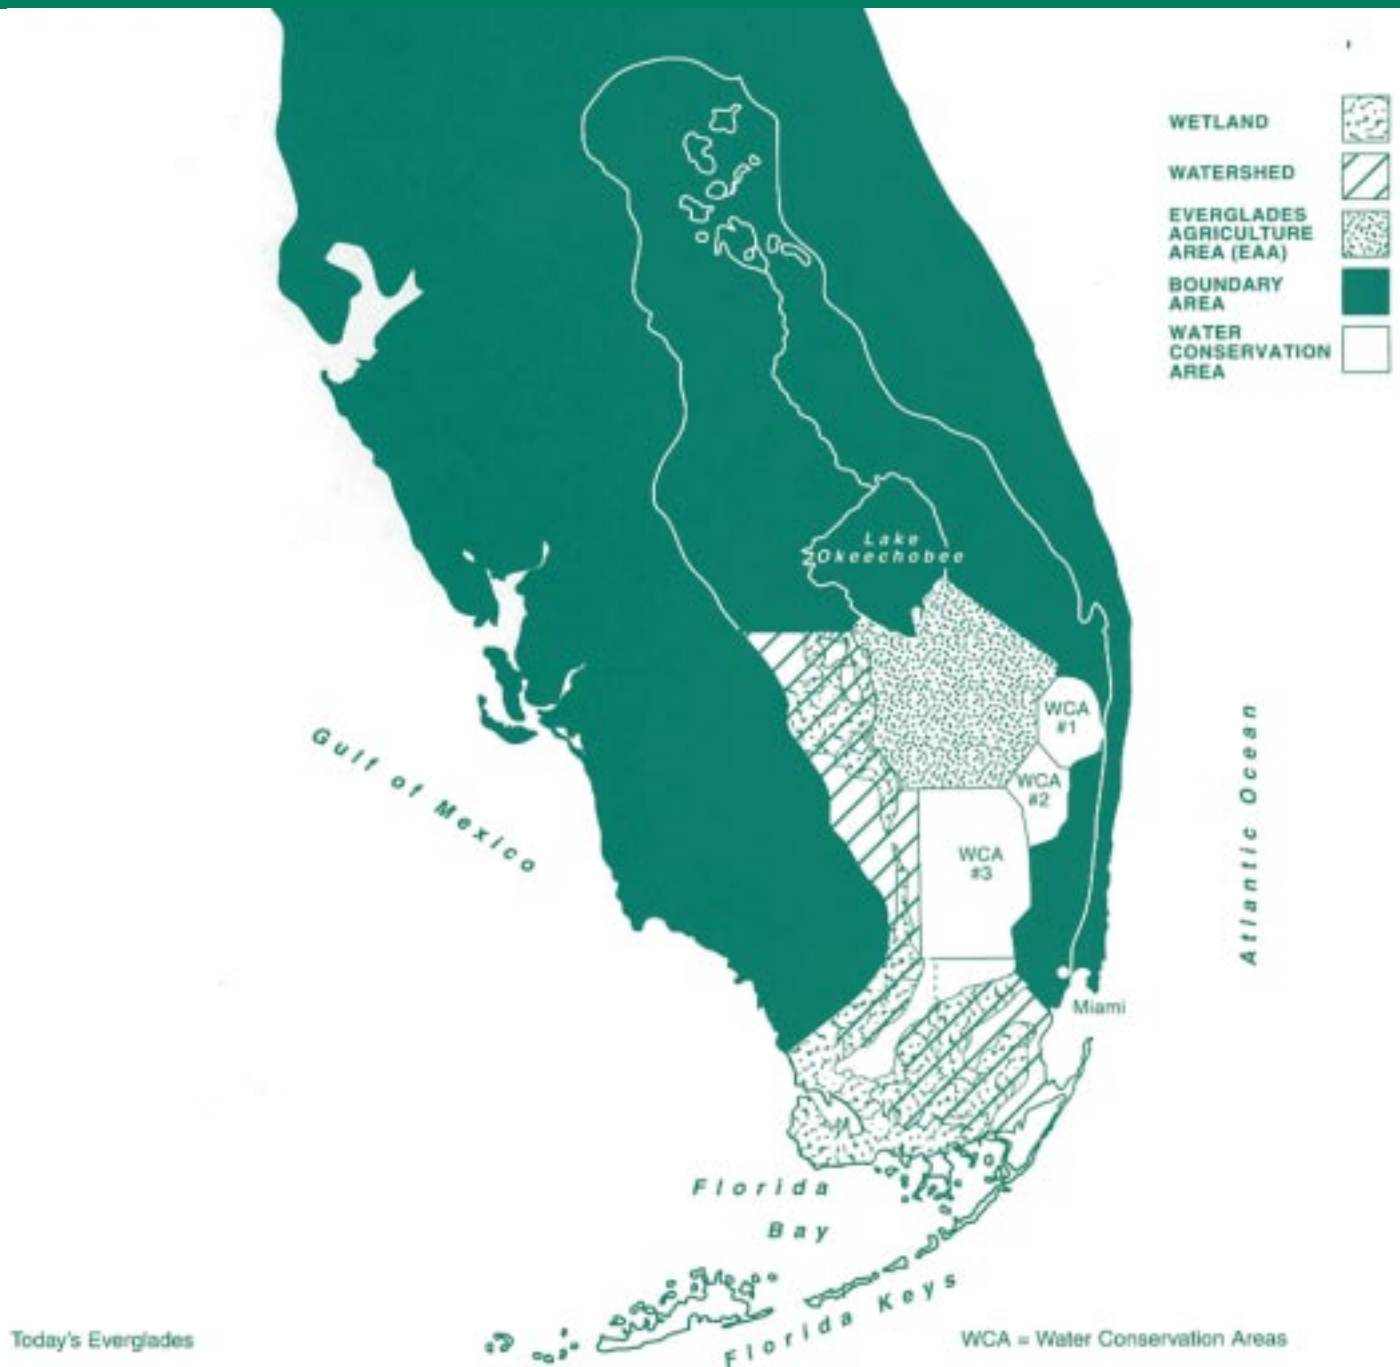 WETLAND
WATERSHED
EVERGLADES
AGRICULTURE
AREA (EAA)
BOUNDARY
AREA
WATER
CONSERVATION
AREA
Lake
Okeechobee
WCA
#1
WCA
#2
WCA
#3
Gulf of Mexico
Atlantic Ocean
Miami
Florida
Bay
Florida Keys
Today's Everglades
WCA = Water Conservation Areas